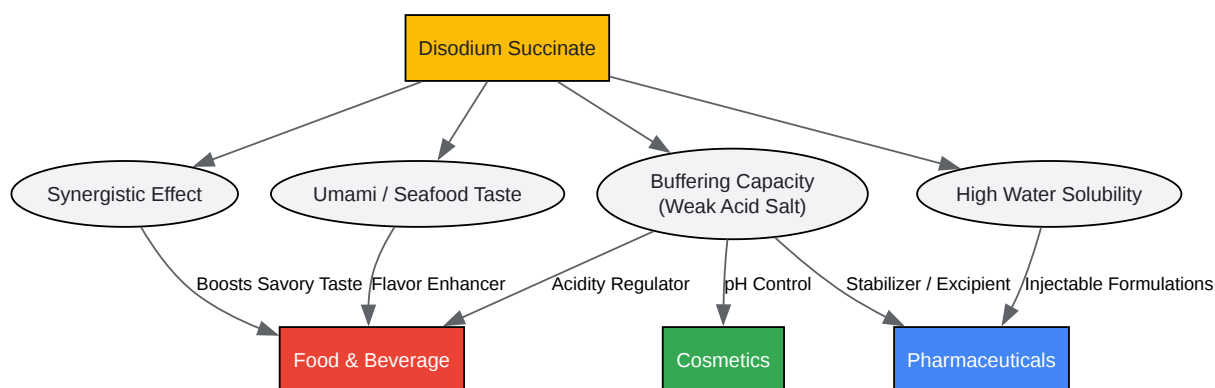 Disodium Succinate
Synergistic Effect
Umami / Seafood Taste
Buffering Capacity
(Weak Acid Salt)
High Water Solubility
Boosts Savory Taste
Flavor Enhancer
Acidity Regulator
pH Control
Stabilizer / Excipient
Injectable Formulations
Food & Beverage
Cosmetics
Pharmaceuticals